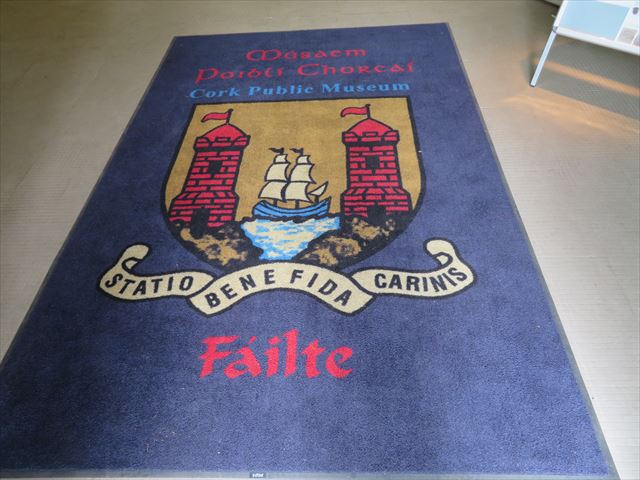 Músaem
Poiblí Chorcaí
Cork Public Museum
STATIO BENE FIDA CARINIS
Fáilte